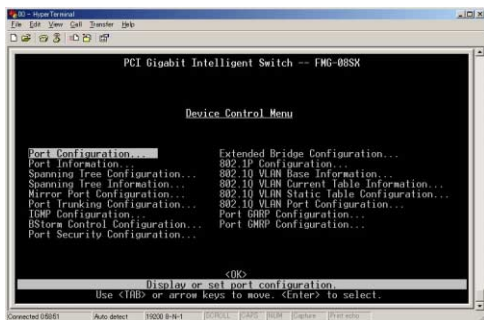 00 - HyperTerminal
File Edit View Call Transfer Help
PCI Gigabit Intelligent Switch -- FMG-08SX
Device Control Menu
Port Configuration... Extended Bridge Configuration...
Port Information... 802.1P Configuration...
Spanning Tree Configuration... 802.1Q VLAN Base Information...
Spanning Tree Information... 802.1Q VLAN Current Table Information...
Mirror Port Configuration... 802.1Q VLAN Static Table Configuration...
Port Trunking Configuration... 802.1Q VLAN Port Configuration...
IGMP Configuration... Port GARP Configuration...
BStorm Control Configuration... Port GMRP Configuration...
Port Security Configuration...
<OK>
Display or set port configuration.
Use <TAB> or arrow keys to move. <Enter> to select.
Connected Auto detect 19200 8-N-1 SCROLL CAPS NUM Capture Print echo